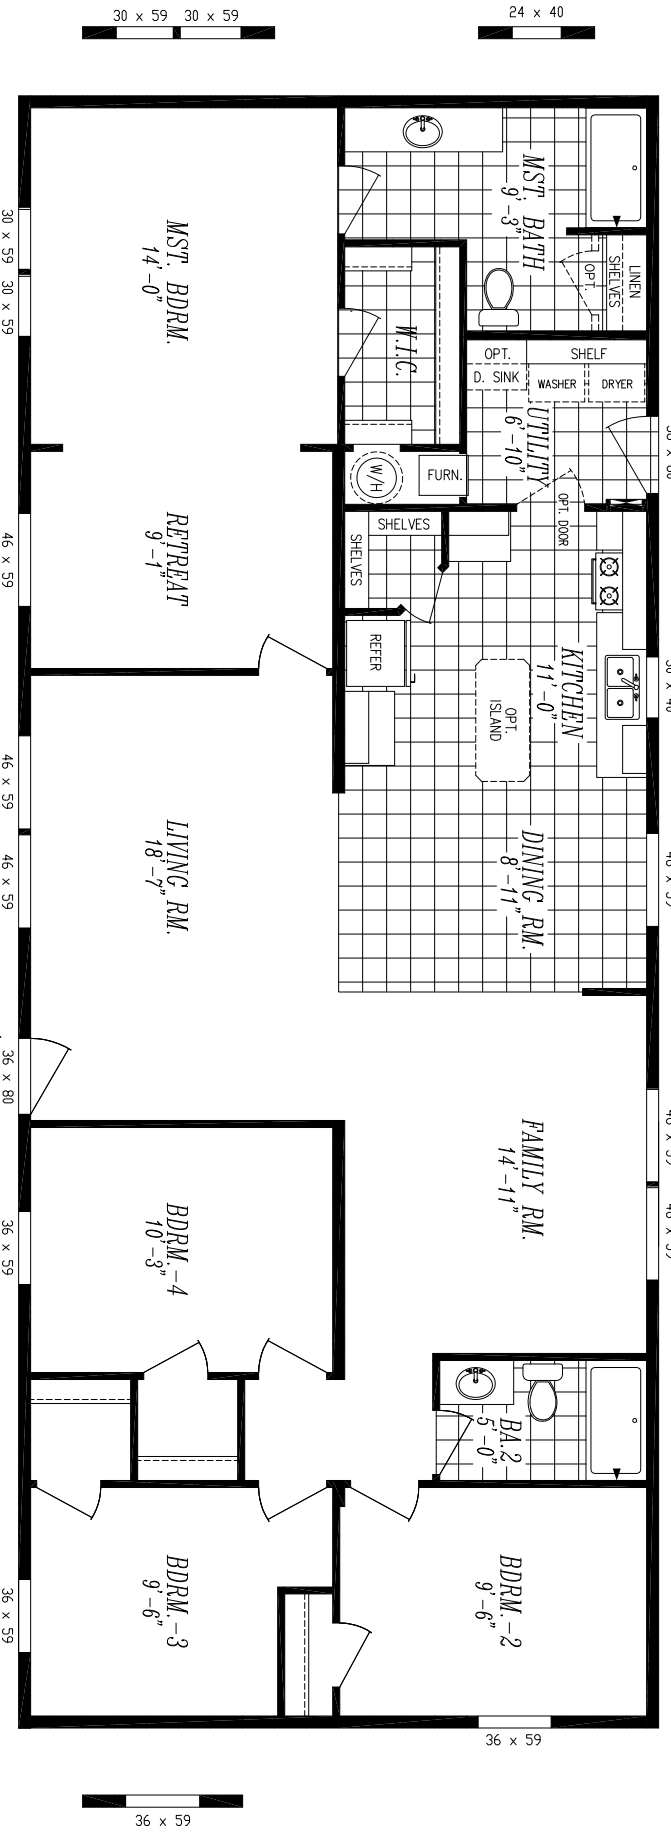 30 x 59
30 x 59
24 x 40
MST. BDRM.
14'-0"
MST. BATH
9'-3"
LINEN
SHELVES
OPT.
W.I.C.
30 x 59
30 x 59
OPT.
D. SINK
SHELF
WASHER
DRYER
UTILITY
6'-10"
W/H
FURN.
OPT. DOOR
SHELVES
SHELVES
RETREAT
9'-1"
46 x 59
REFER
KITCHEN
11'-0"
OPT.
ISLAND
46 x 59
46 x 59
LIVING RM.
18'-7"
DINING RM.
8'-11"
36 x 80
FAMILY RM.
14'-11"
BDRM.-4
10'-3"
36 x 59
BA.2
5'-0"
BDRM.-3
9'-6"
BDRM.-2
9'-6"
36 x 59
36 x 59
36 x 59